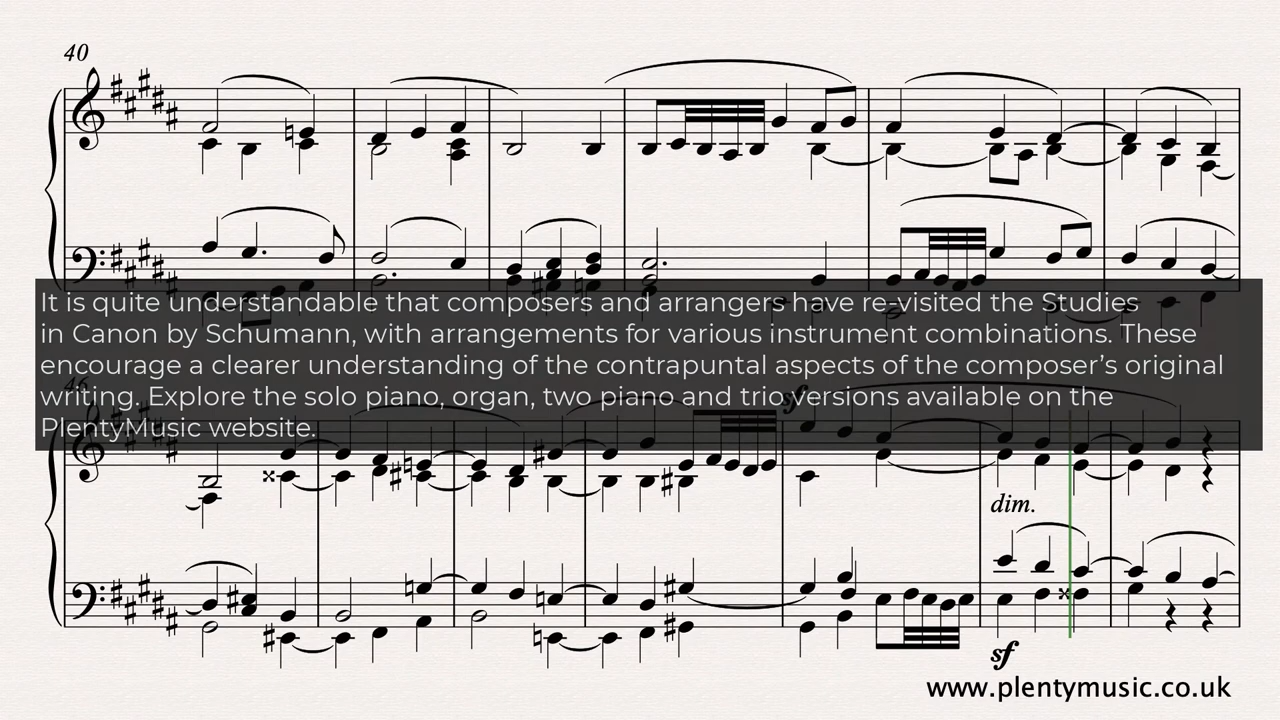 40
It is quite understandable that composers and arrangers have re-visited the Studies
in Canon by Schumann, with arrangements for various instrument combinations. These
encourage a clearer understanding of the contrapuntal aspects of the composer’s original
writing. Explore the solo piano, organ, two piano and trio versions available on the
PlentyMusic website.
46
sf
dim.
sf
www.plentymusic.co.uk